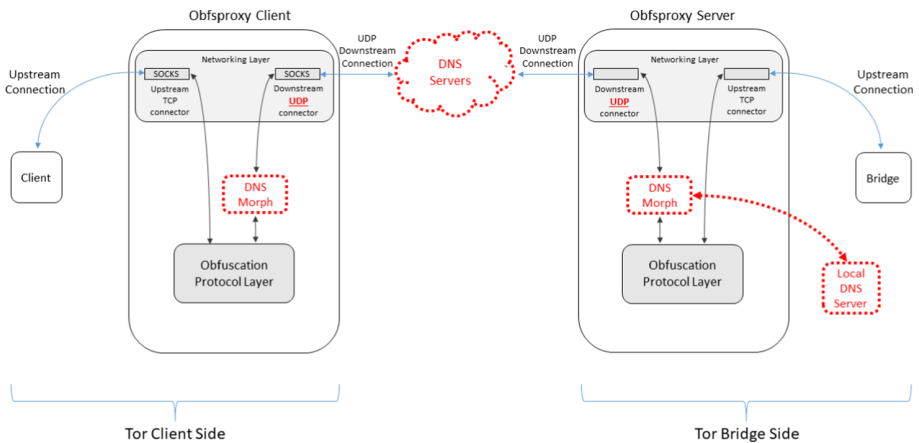 Obfsproxy Client
Obfsproxy Server
UDP
Downstream
Connection
DNS
Servers
UDP
Downstream
Connection
Networking Layer
SOCKS
Upstream
TCP
connector
SOCKS
Downstream
UDP
connector
Networking Layer
Downstream
UDP
connector
Upstream
TCP
connector
Upstream
Connection
Upstream
Connection
Client
DNS
Morph
Obfuscation
Protocol Layer
DNS
Morph
Obfuscation
Protocol Layer
Bridge
Local
DNS
Server
Tor Client Side
Tor Bridge Side